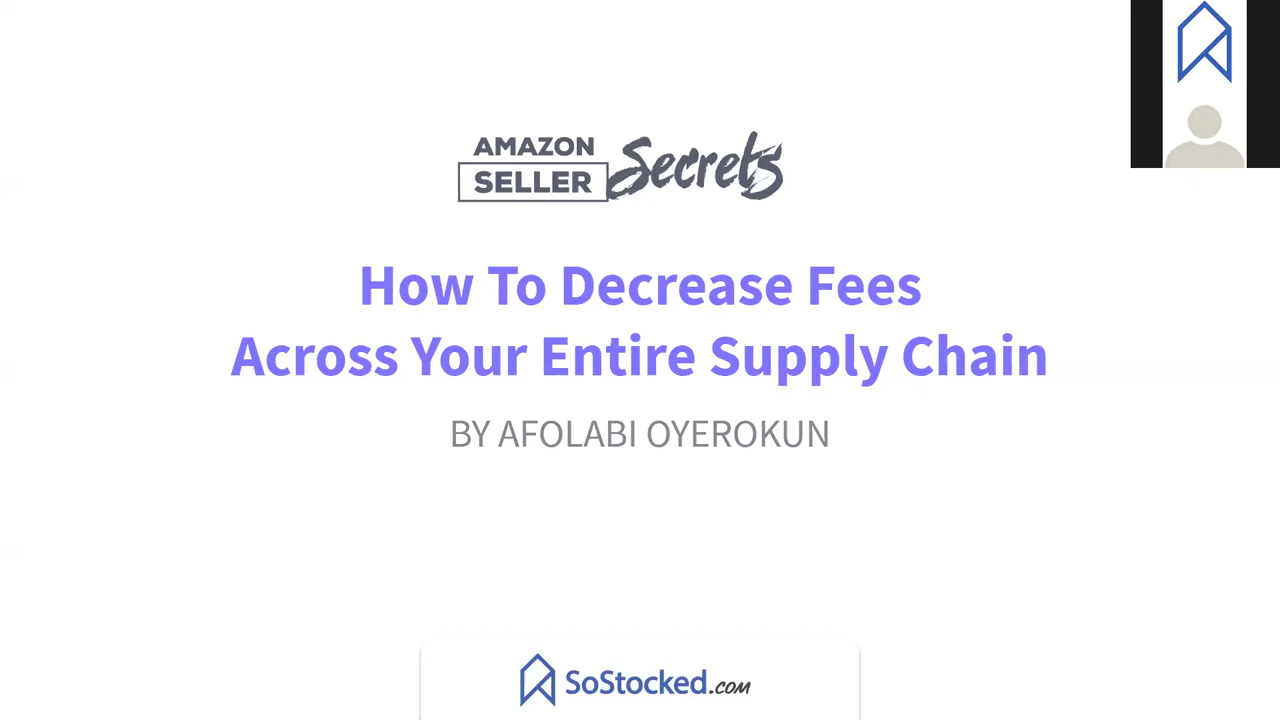 AMAZON
SELLER Secrets
How To Decrease Fees
Across Your Entire Supply Chain
BY AFOLABI OYEROKUN
SoStocked.com